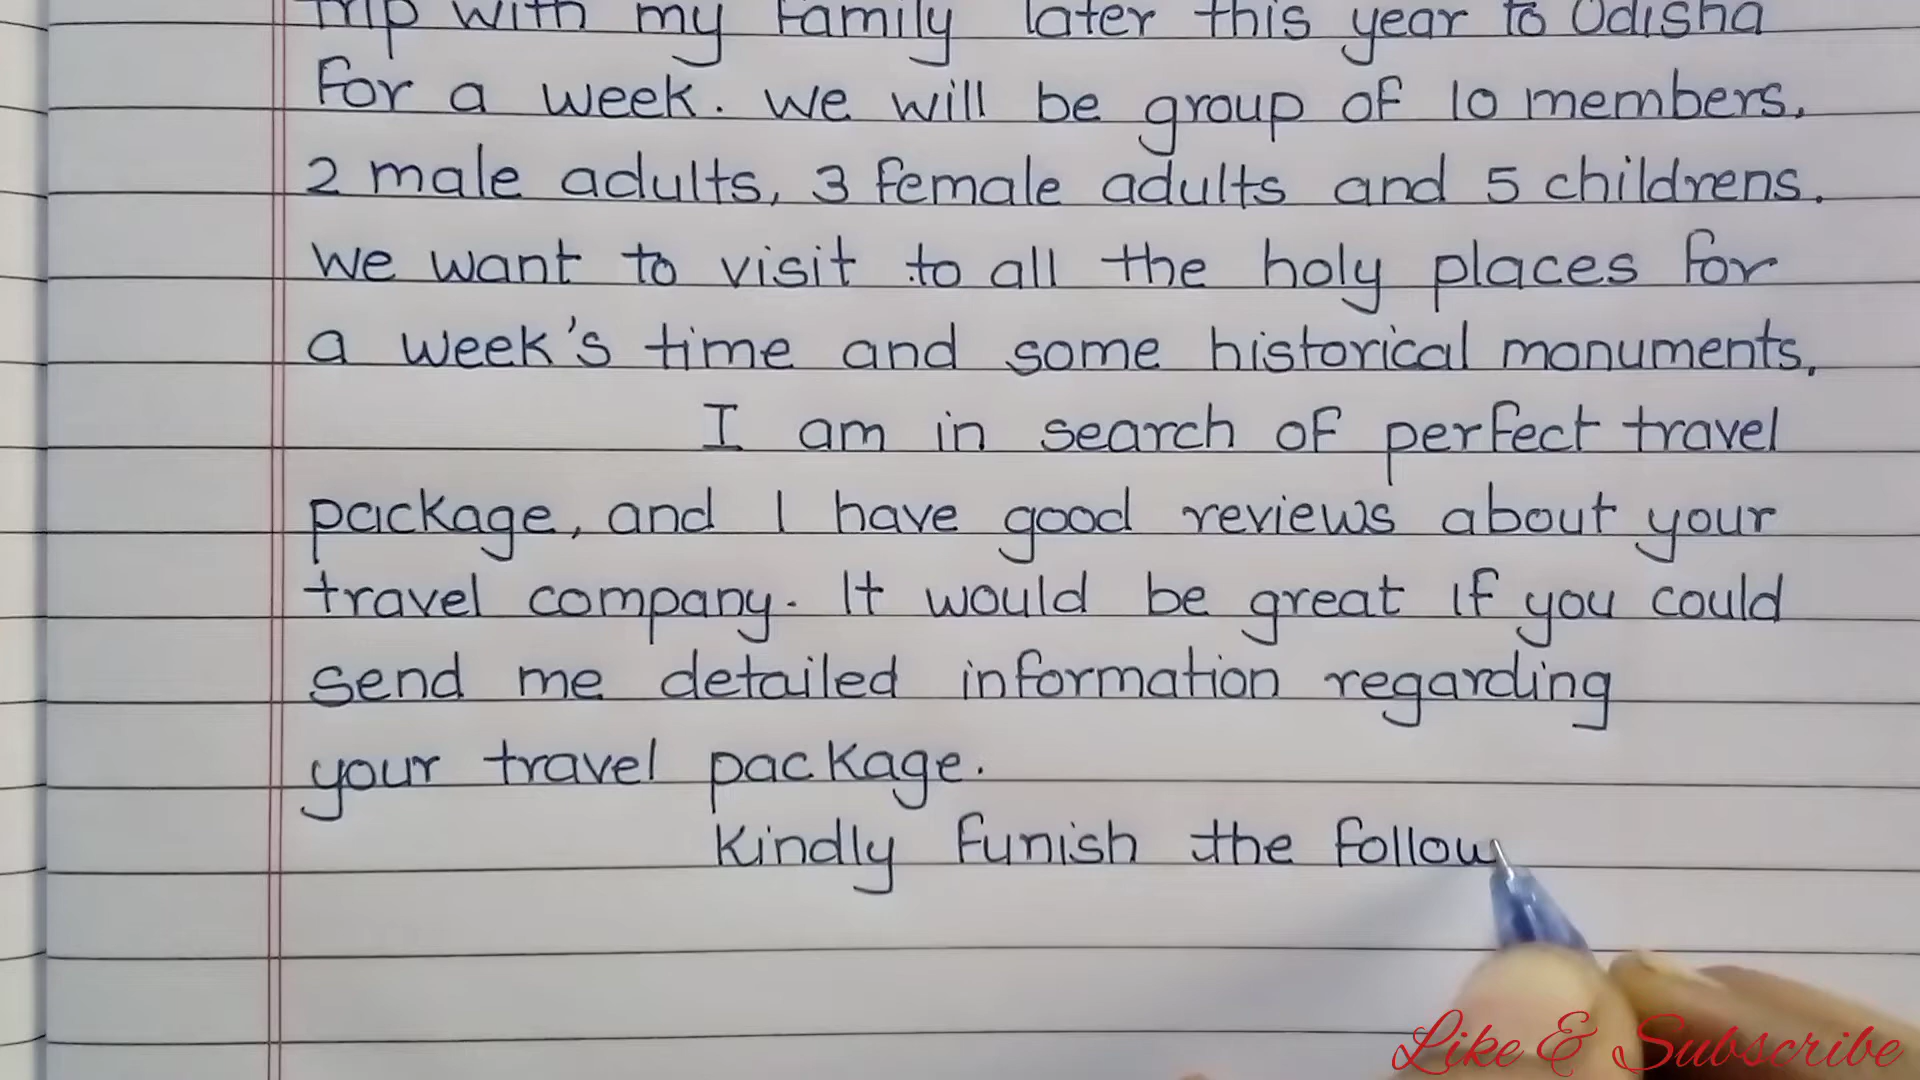 Trip with my family later this year to Odisha
for a week. we will be group of 10 members,
2 male adults, 3 female adults and 5 childrens.
we want to visit to all the holy places for
a week's time and some historical monuments.
I am in search of perfect travel
package, and I have good reviews about your
travel company. It would be great if you could
send me detailed information regarding
your travel package.
Kindly funish the follow
Like & Subscribe